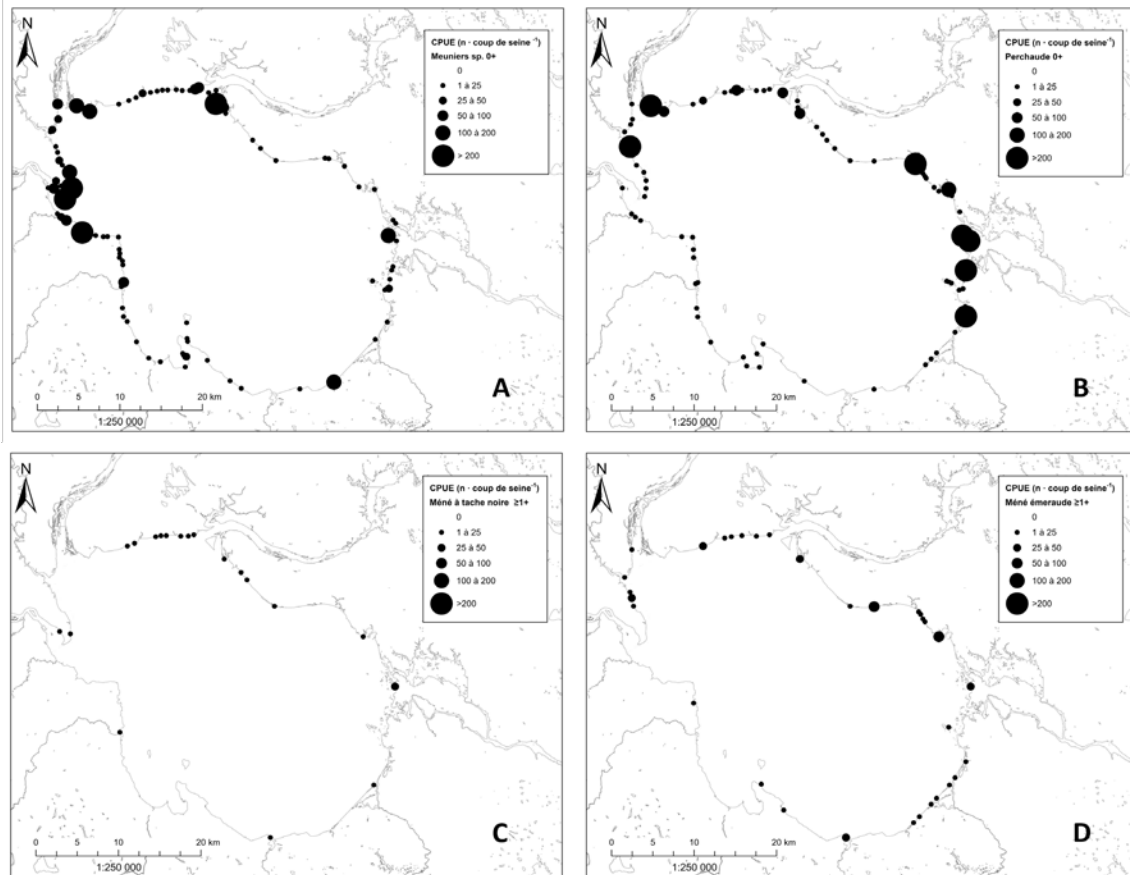 N
CPUE (n · coup de seine ⁻¹)
Meuniers sp. 0+
0
1 à 25
25 à 50
50 à 100
100 à 200
> 200
A
0 10 20 km
1:250 000
N
CPUE (n · coup de seine⁻¹)
Perchaude 0+
0
1 à 25
25 à 50
50 à 100
100 à 200
>200
B
0 10 20 km
1:250 000
N
CPUE (n · coup de seine⁻¹)
Méné à tache noire ≥1+
0
1 à 25
25 à 50
50 à 100
100 à 200
>200
C
0 10 20 km
1:250 000
N
CPUE (n · coup de seine⁻¹)
Méné émeraude ≥1+
0
1 à 25
25 à 50
50 à 100
100 à 200
>200
D
0 10 20 km
1:250 000